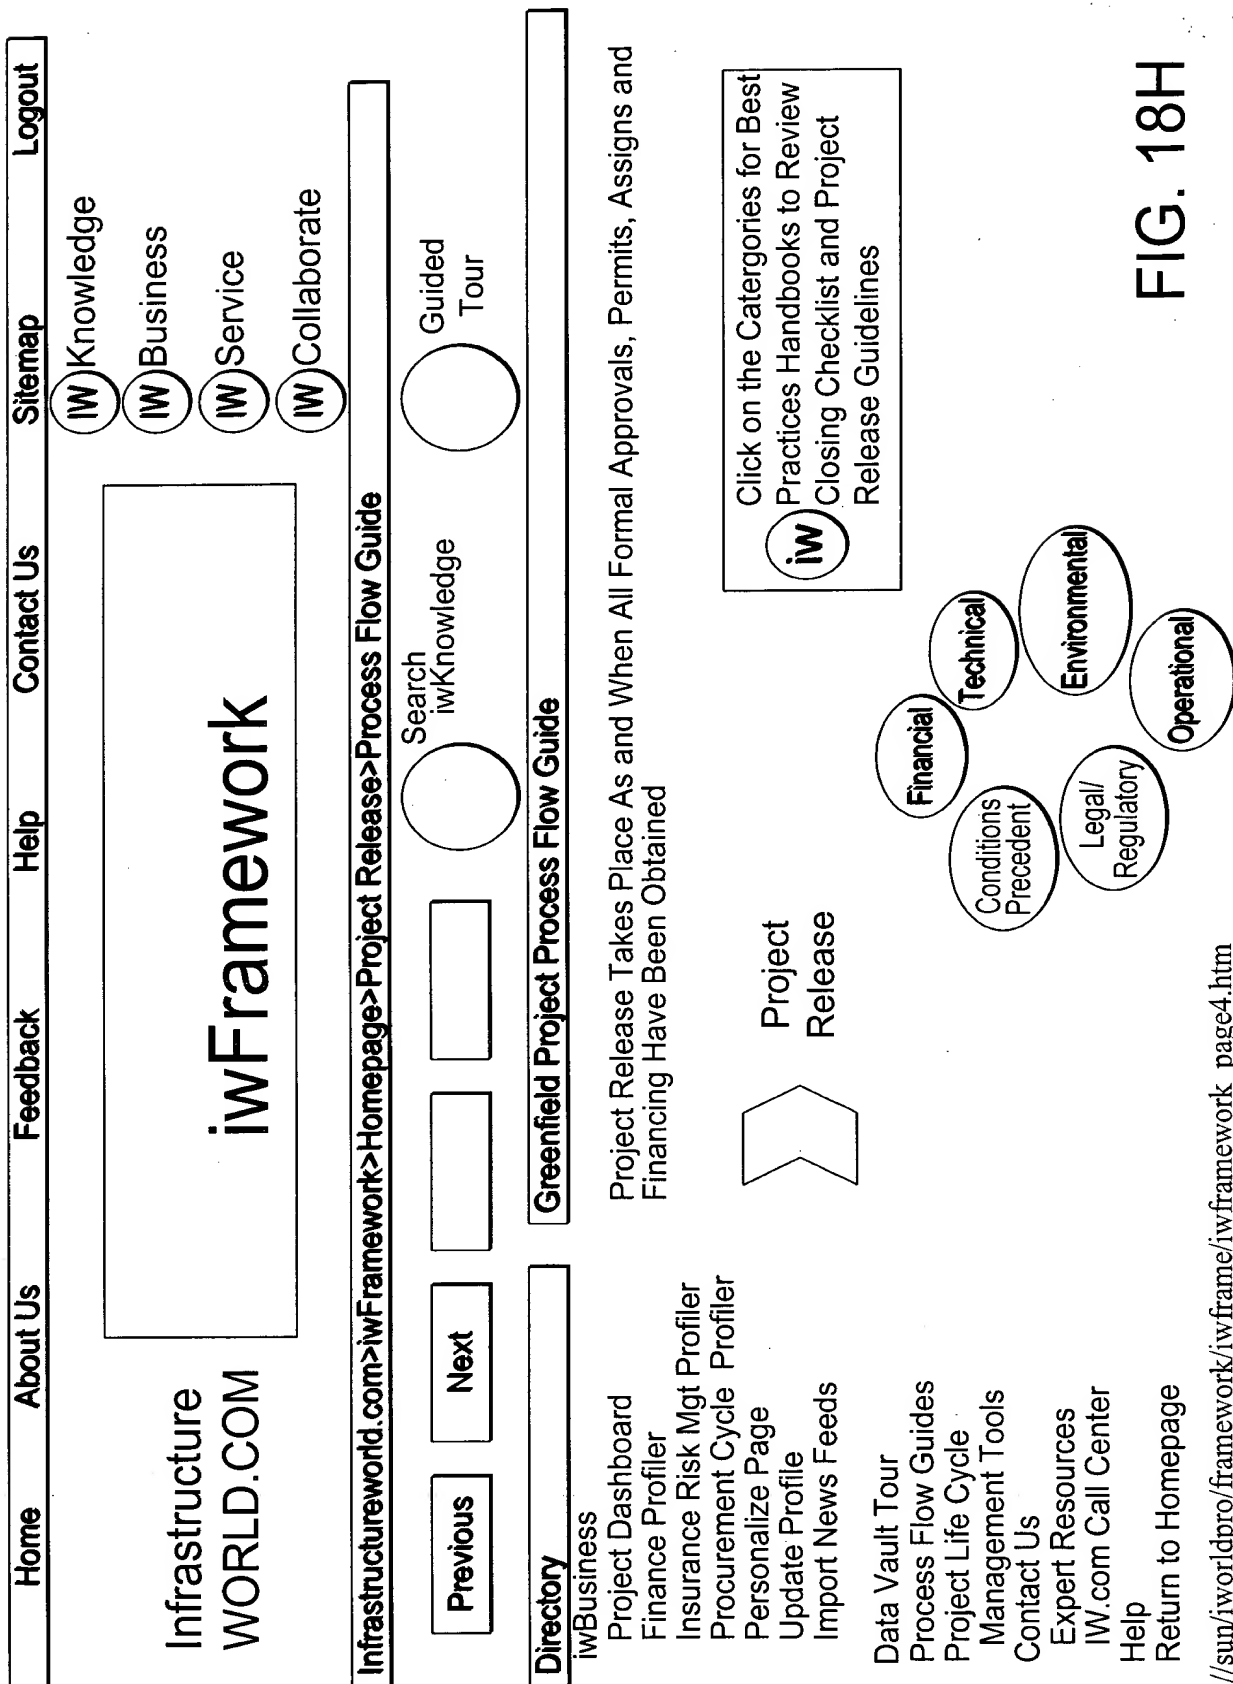 Home About Us Feedback Help Contact Us Sitemap Logout
Infrastructure
WORLD.COM
iwFramework
IW Knowledge
IW Business
IW Service
IW Collaborate
Infrastructureworld.com>iwFramework>Homepage>Project Release>Process Flow Guide
Previous
Next
Search
iwKnowledge
Guided
Tour
Directory
Greenfield Project Process Flow Guide
iwBusiness
Project Dashboard
Finance Profiler
Insurance Risk Mgt Profiler
Procurement Cycle Profiler
Personalize Page
Update Profile
Import News Feeds
Data Vault Tour
Process Flow Guides
Project Life Cycle
Management Tools
Contact Us
Expert Resources
IW.com Call Center
Help
Return to Homepage
Project Release Takes Place As and When All Formal Approvals, Permits, Assigns and
Financing Have Been Obtained
Project
Release
iw
Click on the Catergories for Best
Practices Handbooks to Review
Closing Checklist and Project
Release Guidelines
Financial
Technical
Conditions
Precedent
Environmental
Legal/
Regulatory
Operational
//sun/iworldpro/framework/iwframe/iwframework_page4.htm
FIG. 18H